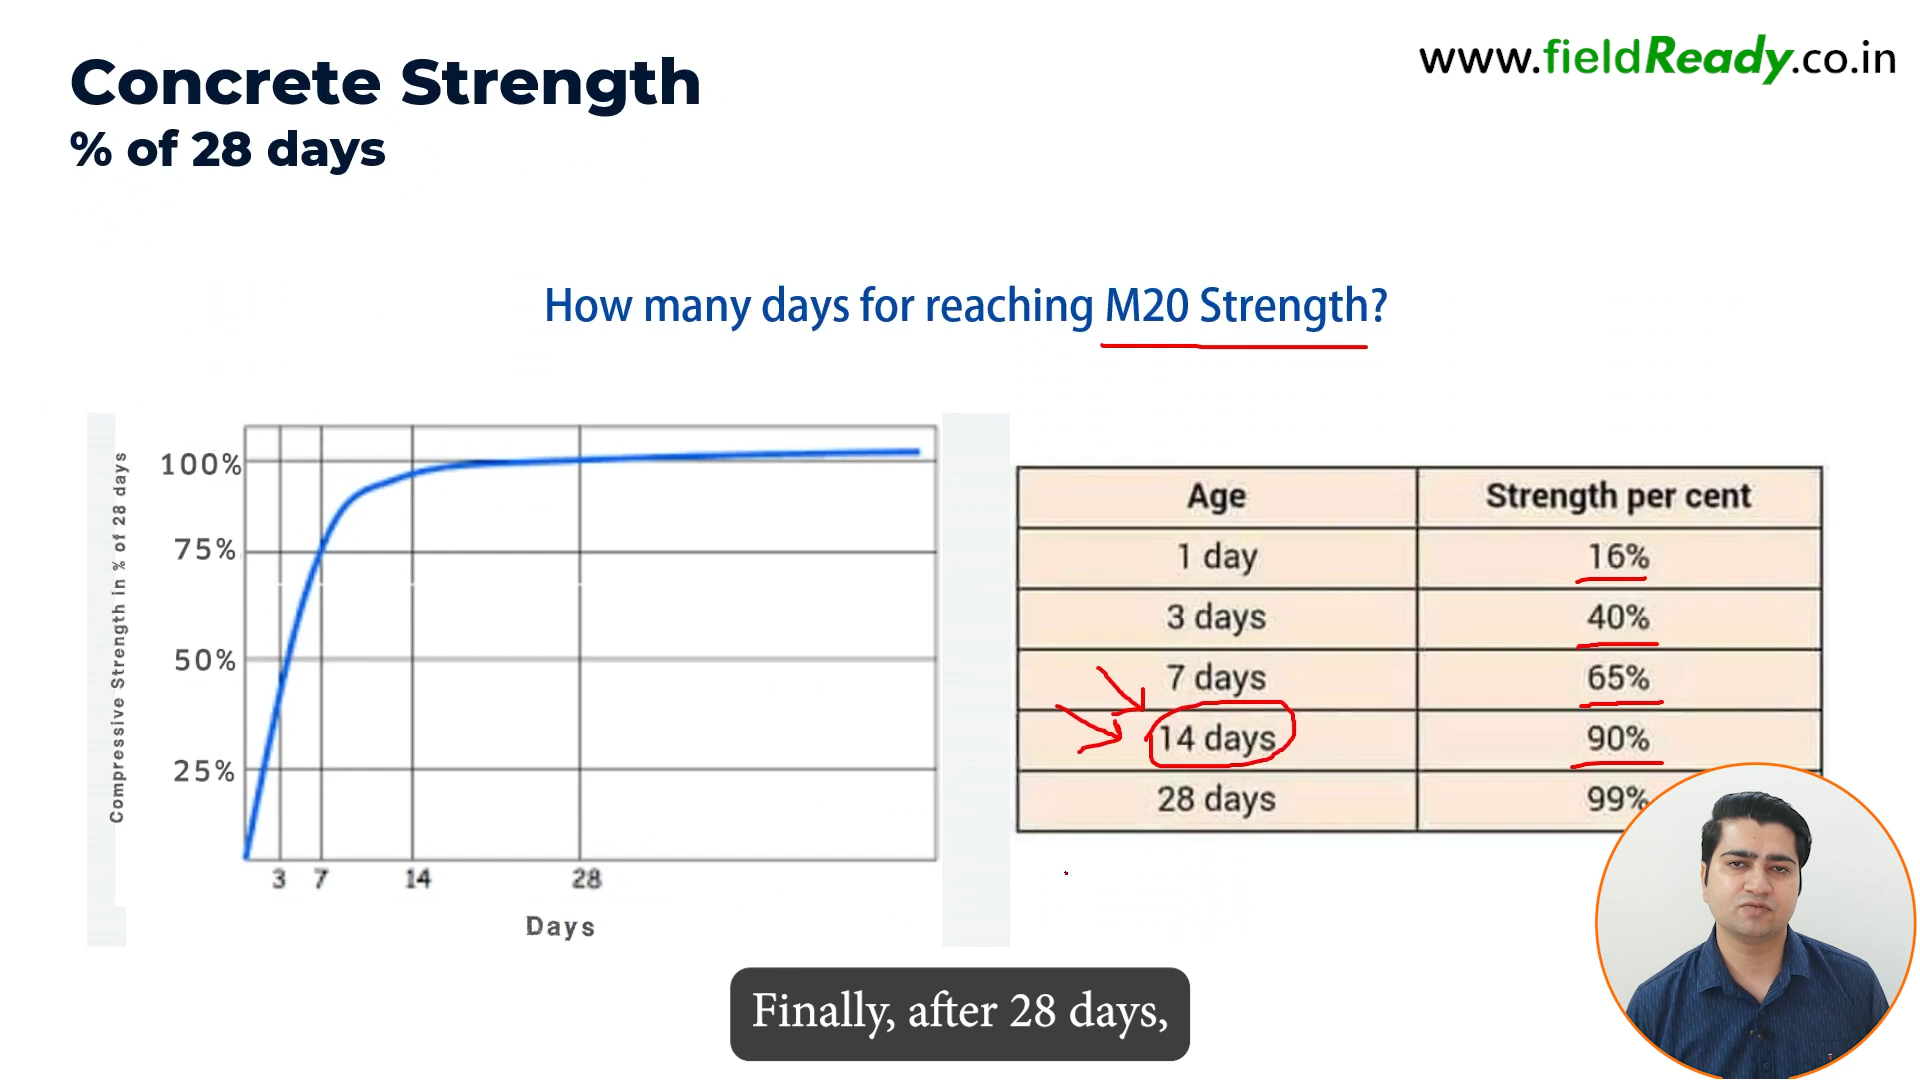 Concrete Strength
www.fieldReady.co.in
% of 28 days
How many days for reaching M20 Strength?
Compressive Strength in % of 28 days
100%
75%
50%
25%
3 7 14 28
Days
Age Strength per cent
1 day 16%
3 days 40%
7 days 65%
14 days 90%
28 days 99%
Finally, after 28 days,